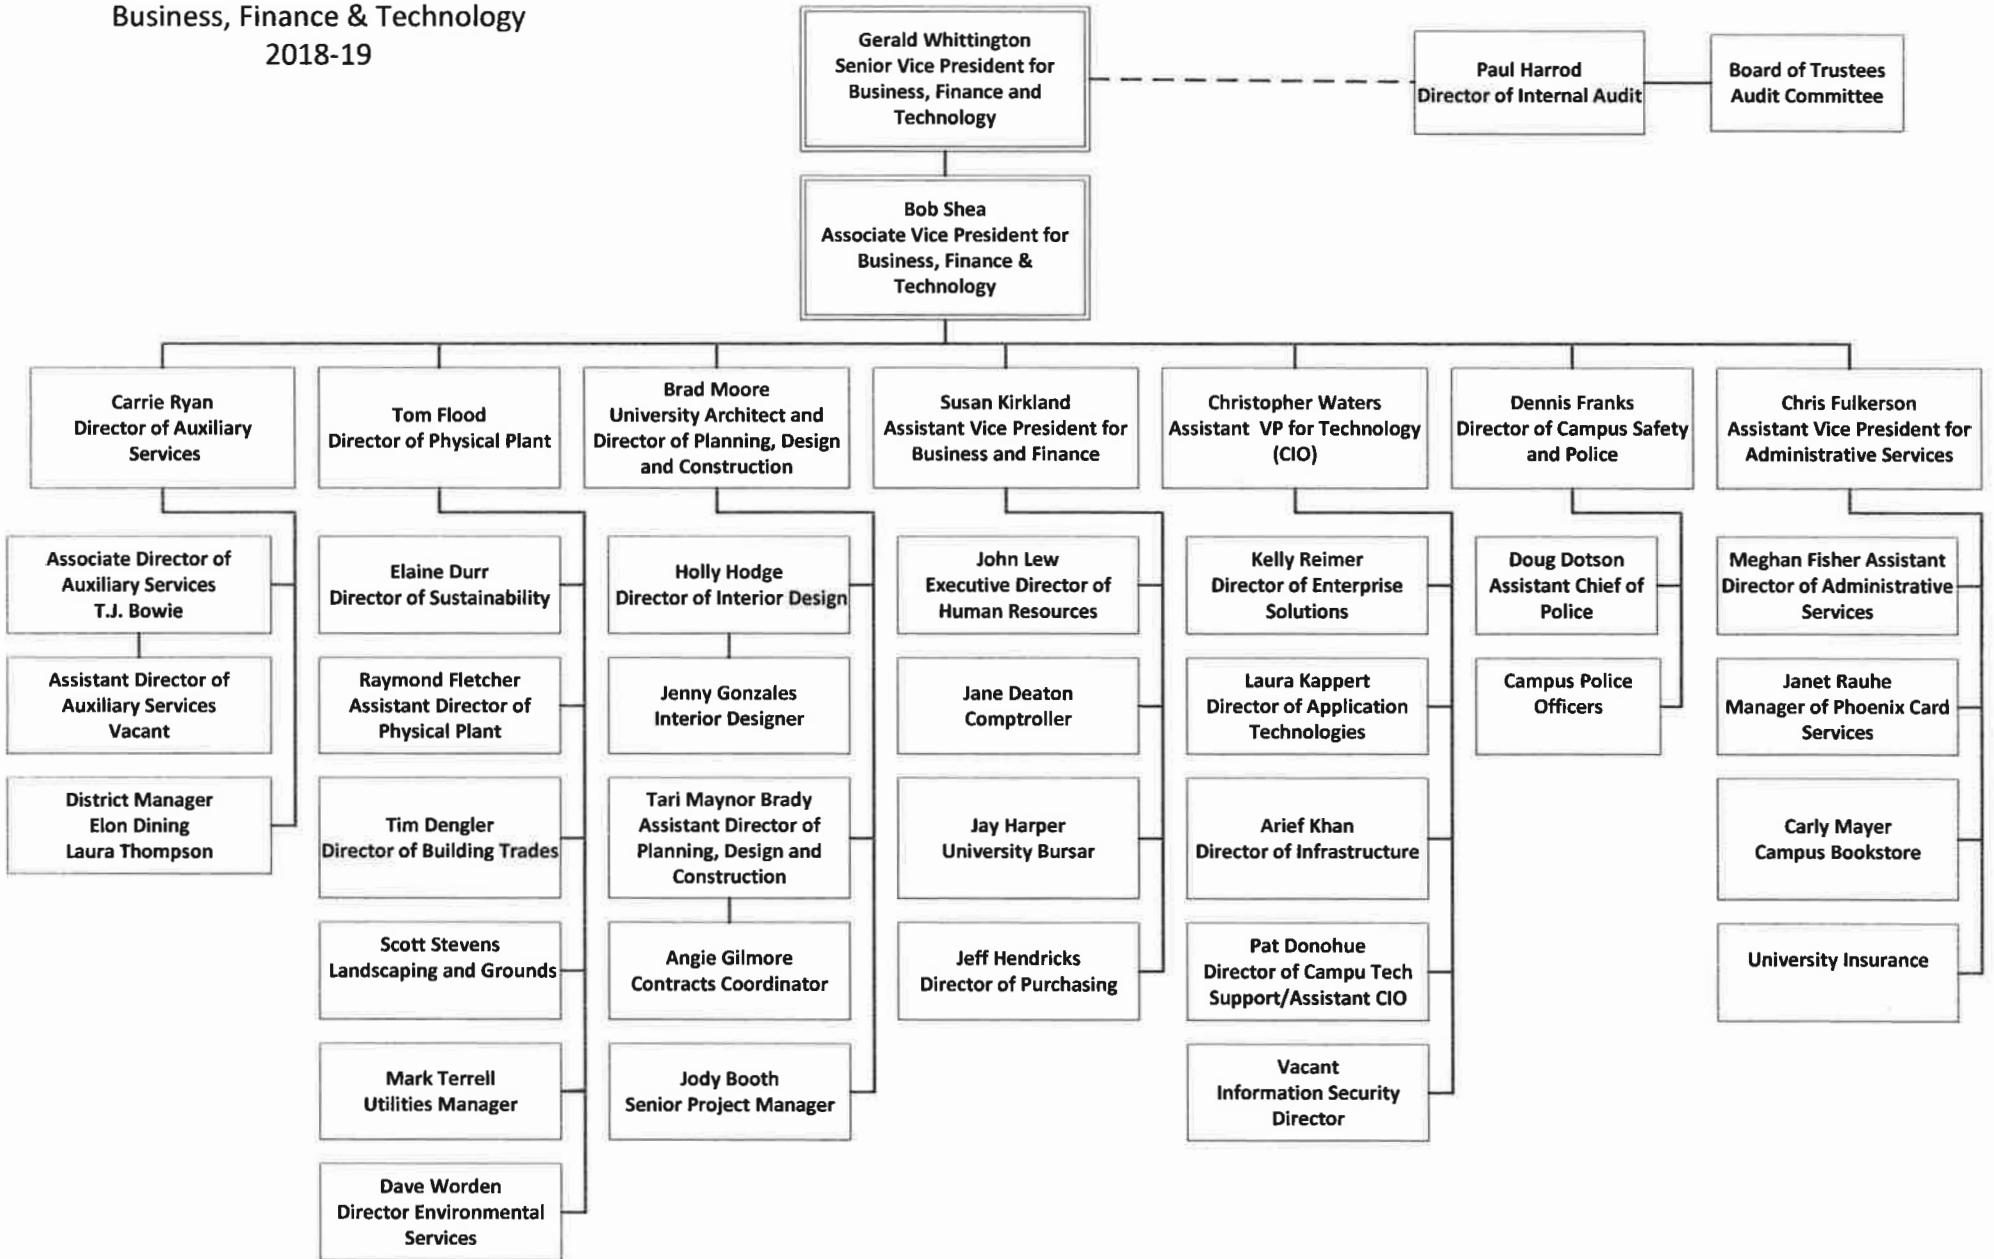 Business, Finance & Technology
2018-19
Gerald Whittington
Senior Vice President for
Business, Finance and
Technology
Paul Harrod
Director of Internal Audit
Board of Trustees
Audit Committee
Bob Shea
Associate Vice President for
Business, Finance &
Technology
Carrie Ryan
Director of Auxiliary
Services
Tom Flood
Director of Physical Plant
Brad Moore
University Architect and
Director of Planning, Design
and Construction
Susan Kirkland
Assistant Vice President for
Business and Finance
Christopher Waters
Assistant VP for Technology
(CIO)
Dennis Franks
Director of Campus Safety
and Police
Chris Fulkerson
Assistant Vice President for
Administrative Services
Associate Director of
Auxiliary Services
T.J. Bowie
Assistant Director of
Auxiliary Services
Vacant
District Manager
Elon Dining
Laura Thompson
Elaine Durr
Director of Sustainability
Raymond Fletcher
Assistant Director of
Physical Plant
Tim Dengler
Director of Building Trades
Scott Stevens
Landscaping and Grounds
Mark Terrell
Utilities Manager
Dave Worden
Director Environmental
Services
Holly Hodge
Director of Interior Design
Jenny Gonzales
Interior Designer
Tari Maynor Brady
Assistant Director of
Planning, Design and
Construction
Angie Gilmore
Contracts Coordinator
Jody Booth
Senior Project Manager
John Lew
Executive Director of
Human Resources
Jane Deaton
Comptroller
Jay Harper
University Bursar
Jeff Hendricks
Director of Purchasing
Kelly Reimer
Director of Enterprise
Solutions
Laura Kappert
Director of Application
Technologies
Arief Khan
Director of Infrastructure
Pat Donohue
Director of Campu Tech
Support/Assistant CIO
Vacant
Information Security
Director
Doug Dotson
Assistant Chief of
Police
Campus Police
Officers
Meghan Fisher Assistant
Director of Administrative
Services
Janet Rauhe
Manager of Phoenix Card
Services
Carly Mayer
Campus Bookstore
University Insurance